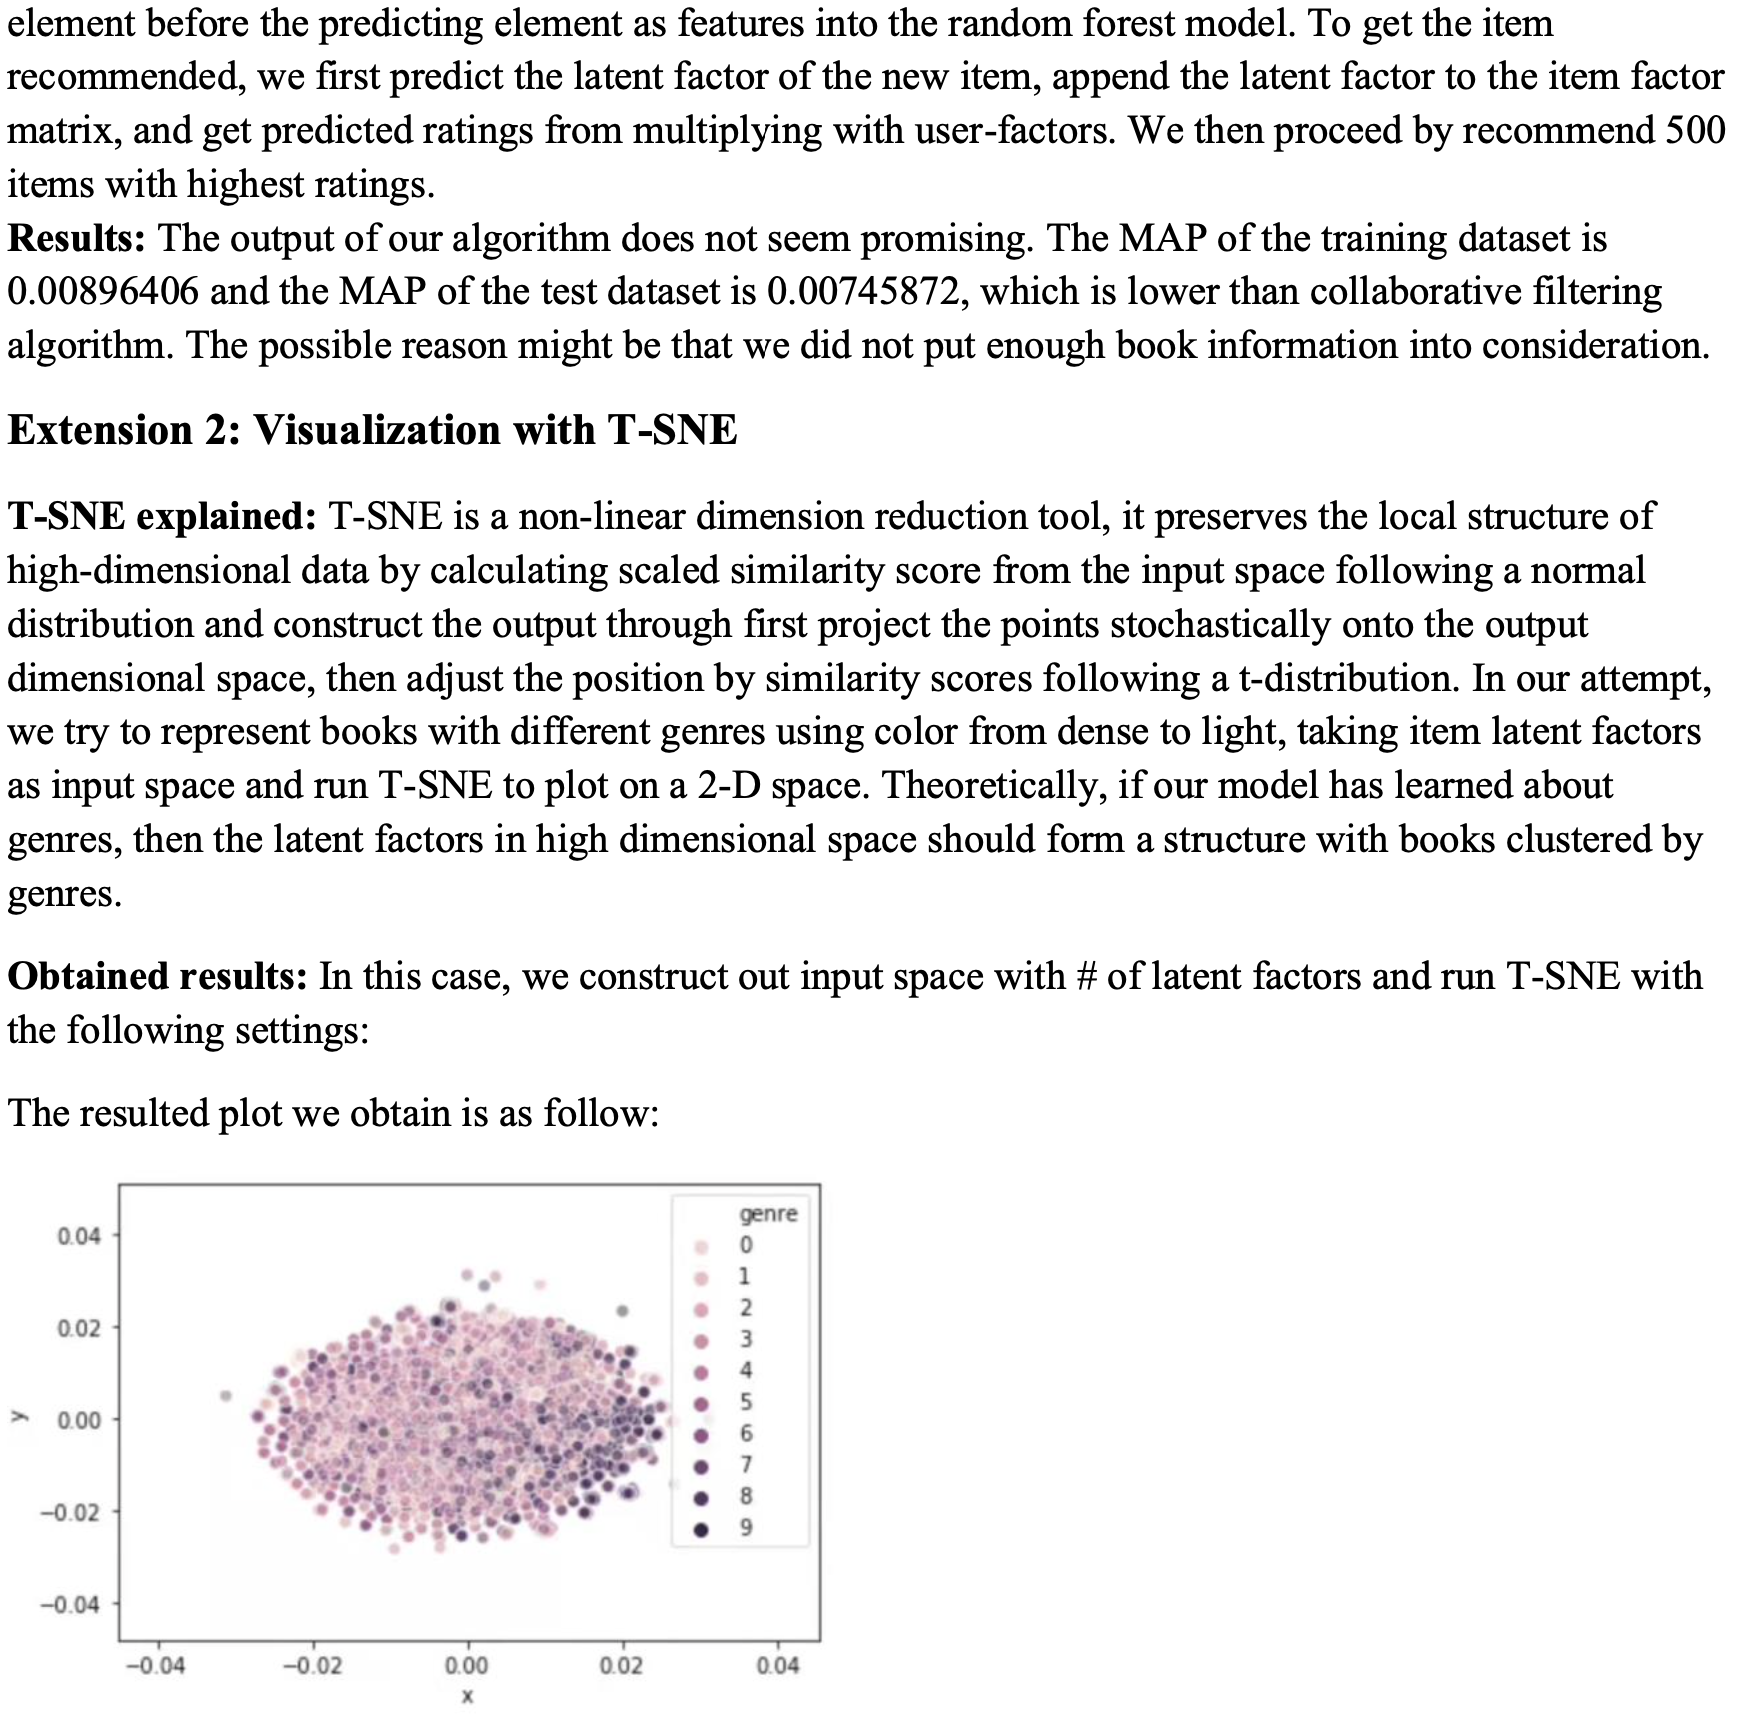 element before the predicting element as features into the random forest model. To get the item
recommended, we first predict the latent factor of the new item, append the latent factor to the item factor
matrix, and get predicted ratings from multiplying with user-factors. We then proceed by recommend 500
items with highest ratings.
Results: The output of our algorithm does not seem promising. The MAP of the training dataset is
0.00896406 and the MAP of the test dataset is 0.00745872, which is lower than collaborative filtering
algorithm. The possible reason might be that we did not put enough book information into consideration.
Extension 2: Visualization with T-SNE
T-SNE explained: T-SNE is a non-linear dimension reduction tool, it preserves the local structure of
high-dimensional data by calculating scaled similarity score from the input space following a normal
distribution and construct the output through first project the points stochastically onto the output
dimensional space, then adjust the position by similarity scores following a t-distribution. In our attempt,
we try to represent books with different genres using color from dense to light, taking item latent factors
as input space and run T-SNE to plot on a 2-D space. Theoretically, if our model has learned about
genres, then the latent factors in high dimensional space should form a structure with books clustered by
genres.
Obtained results: In this case, we construct out input space with # of latent factors and run T-SNE with
the following settings:
The resulted plot we obtain is as follow:
genre
0
1
2
3
4
5
6
7
8
9
0.04
0.02
0.00
−0.02
−0.04
y
−0.04
−0.02
0.00
0.02
0.04
x